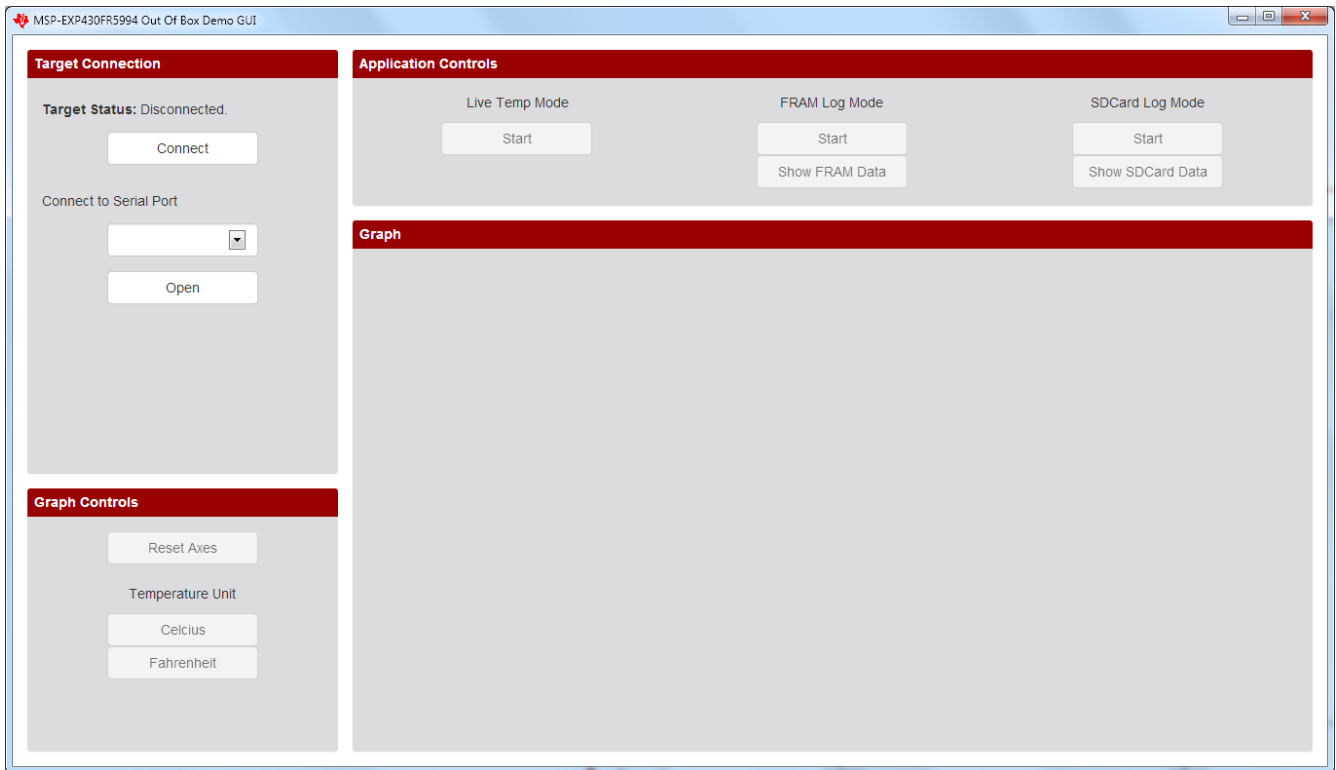 MSP-EXP430FR5994 Out Of Box Demo GUI
Target Connection
Target Status: Disconnected.
Connect
Connect to Serial Port
Open
Graph Controls
Reset Axes
Temperature Unit
Celcius
Fahrenheit
Application Controls
Live Temp Mode
Start
FRAM Log Mode
Start
Show FRAM Data
SDCard Log Mode
Start
Show SDCard Data
Graph